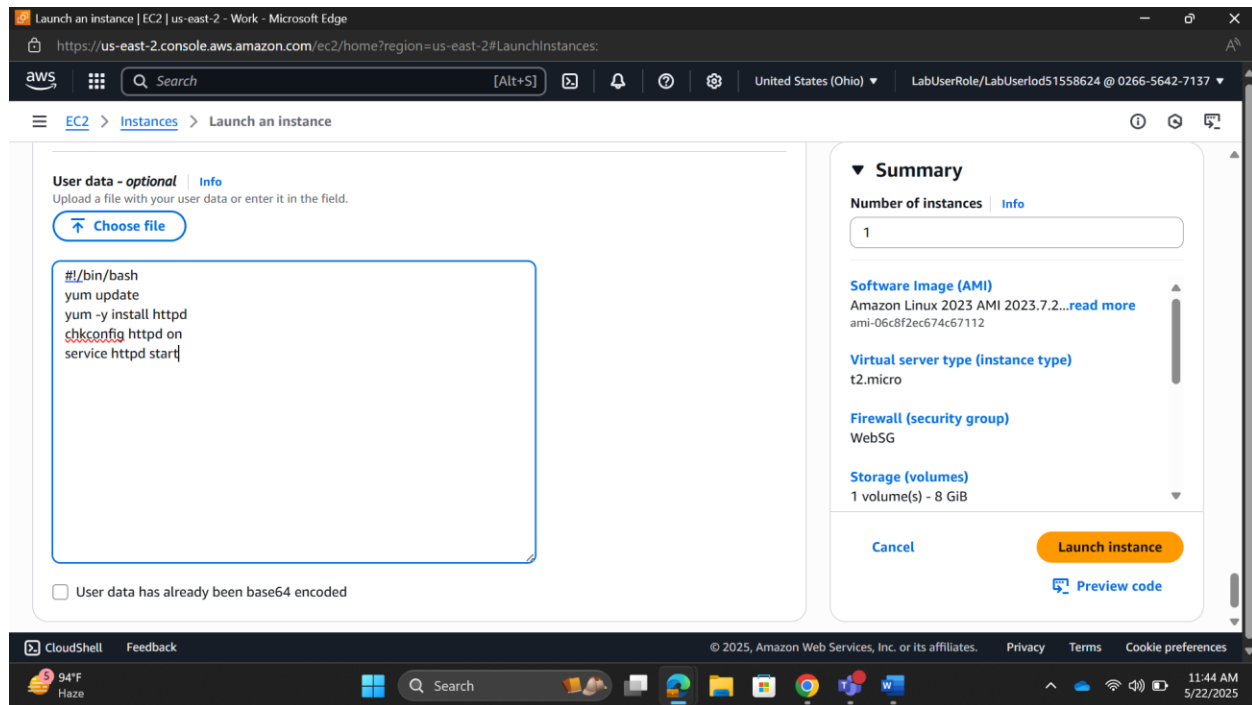 Launch an instance | EC2 | us-east-2 - Work - Microsoft Edge
https://us-east-2.console.aws.amazon.com/ec2/home?region=us-east-2#LaunchInstances:
aws
Search [Alt+S]
United States (Ohio)
LabUserRole/LabUserlod51558624 @ 0266-5642-7137
EC2 > Instances > Launch an instance
User data - optional | Info
Upload a file with your user data or enter it in the field.
Choose file
#!/bin/bash
yum update
yum -y install httpd
chkconfig httpd on
service httpd start
User data has already been base64 encoded
Summary
Number of instances | Info
1
Software Image (AMI)
Amazon Linux 2023 AMI 2023.7.2...read more
ami-06c8f2ec674c67112
Virtual server type (instance type)
t2.micro
Firewall (security group)
WebSG
Storage (volumes)
1 volume(s) - 8 GiB
Cancel
Launch instance
Preview code
CloudShell Feedback
© 2025, Amazon Web Services, Inc. or its affiliates. Privacy Terms Cookie preferences
5
94°F
Haze
Search
11:44 AM
5/22/2025